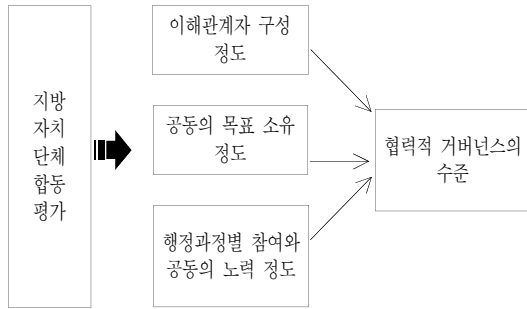 지방
자치
단체
합동
평가
이해관계자 구성
정도
공동의 목표 소유
정도
행정과정별 참여와
공동의 노력 정도
협력적 거버넌스의
수준